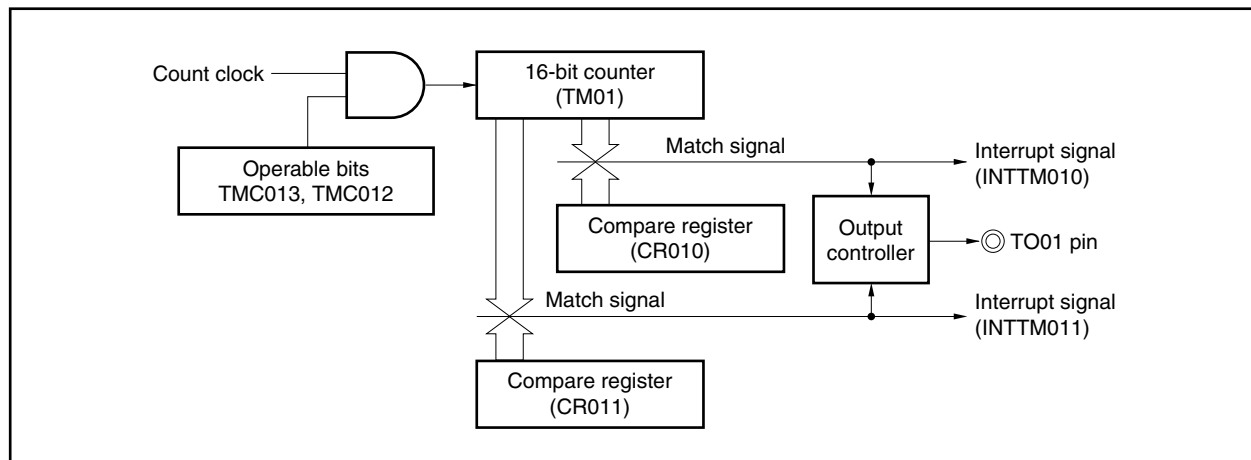 Count clock
16-bit counter
(TM01)
Operable bits
TMC013, TMC012
Match signal
Interrupt signal
(INTTM010)
Compare register
(CR010)
Output
controller
TO01 pin
Match signal
Interrupt signal
(INTTM011)
Compare register
(CR011)